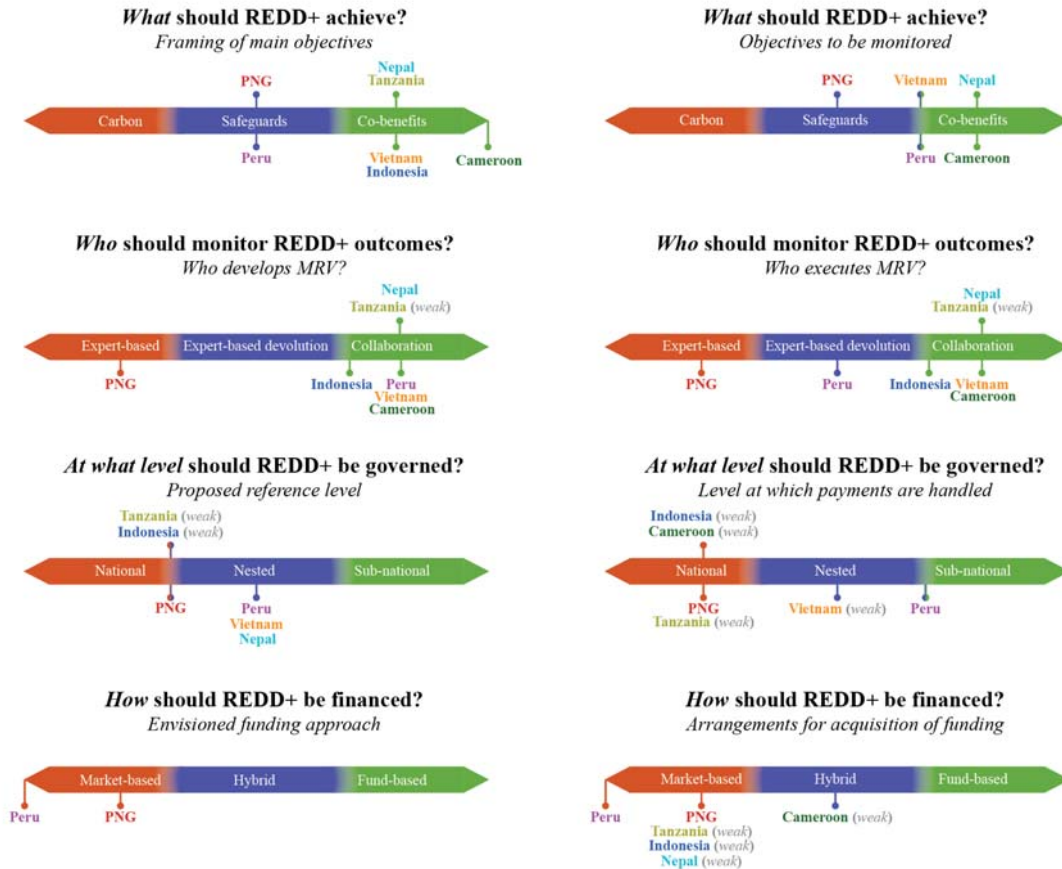 What should REDD+ achieve?
Framing of main objectives
Nepal
PNG Tanzania
Carbon Safeguards Co-benefits
Peru Vietnam
Indonesia Cameroon
What should REDD+ achieve?
Objectives to be monitored
PNG Vietnam Nepal
Carbon Safeguards Co-benefits
Peru Cameroon
Who should monitor REDD+ outcomes?
Who develops MRV?
Nepal
Tanzania (weak)
Expert-based Expert-based devolution Collaboration
PNG Indonesia Peru
Vietnam
Cameroon
Who should monitor REDD+ outcomes?
Who executes MRV?
Nepal
Tanzania (weak)
Expert-based Expert-based devolution Collaboration
PNG Peru Indonesia Vietnam
Cameroon
At what level should REDD+ be governed?
Proposed reference level
Tanzania (weak)
Indonesia (weak)
National Nested Sub-national
PNG Peru
Vietnam
Nepal
At what level should REDD+ be governed?
Level at which payments are handled
Indonesia (weak)
Cameroon (weak)
National Nested Sub-national
PNG Vietnam (weak) Peru
Tanzania (weak)
How should REDD+ be financed?
Envisioned funding approach
Market-based Hybrid Fund-based
Peru PNG
How should REDD+ be financed?
Arrangements for acquisition of funding
Market-based Hybrid Fund-based
Peru PNG Cameroon (weak)
Tanzania (weak)
Indonesia (weak)
Nepal (weak)